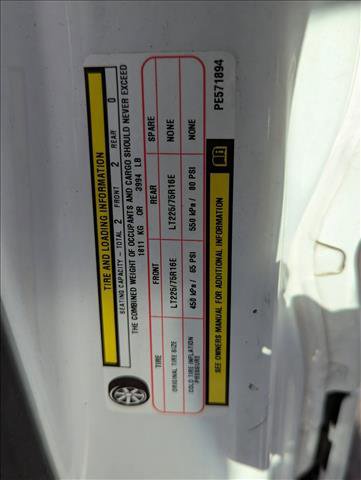 TIRE AND LOADING INFORMATION
SEATING CAPACITY - TOTAL 2 FRONT 2 REAR 0
THE COMBINED WEIGHT OF OCCUPANTS AND CARGO SHOULD NEVER EXCEED
1811 KG OR 3994 LB
TIRE FRONT REAR SPARE
ORIGINAL TIRE SIZE LT225/75R16E LT225/75R16E NONE
COLD TIRE INFLATION PRESSURE 450 kPa / 65 PSI 550 kPa / 80 PSI NONE
SEE OWNERS MANUAL FOR ADDITIONAL INFORMATION
PE571894